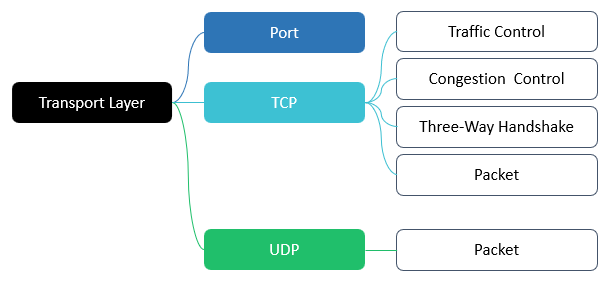 Transport Layer
Port
TCP
Traffic Control
Congestion  Control
Three-Way Handshake
Packet
UDP
Packet